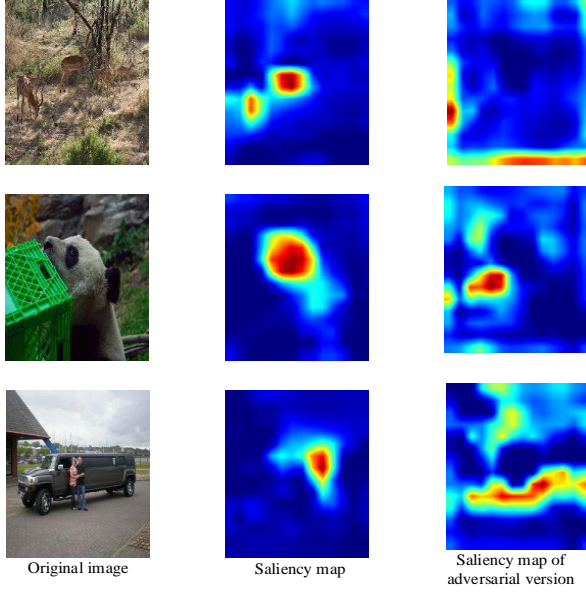 Original image
Saliency map
Saliency map of
adversarial version